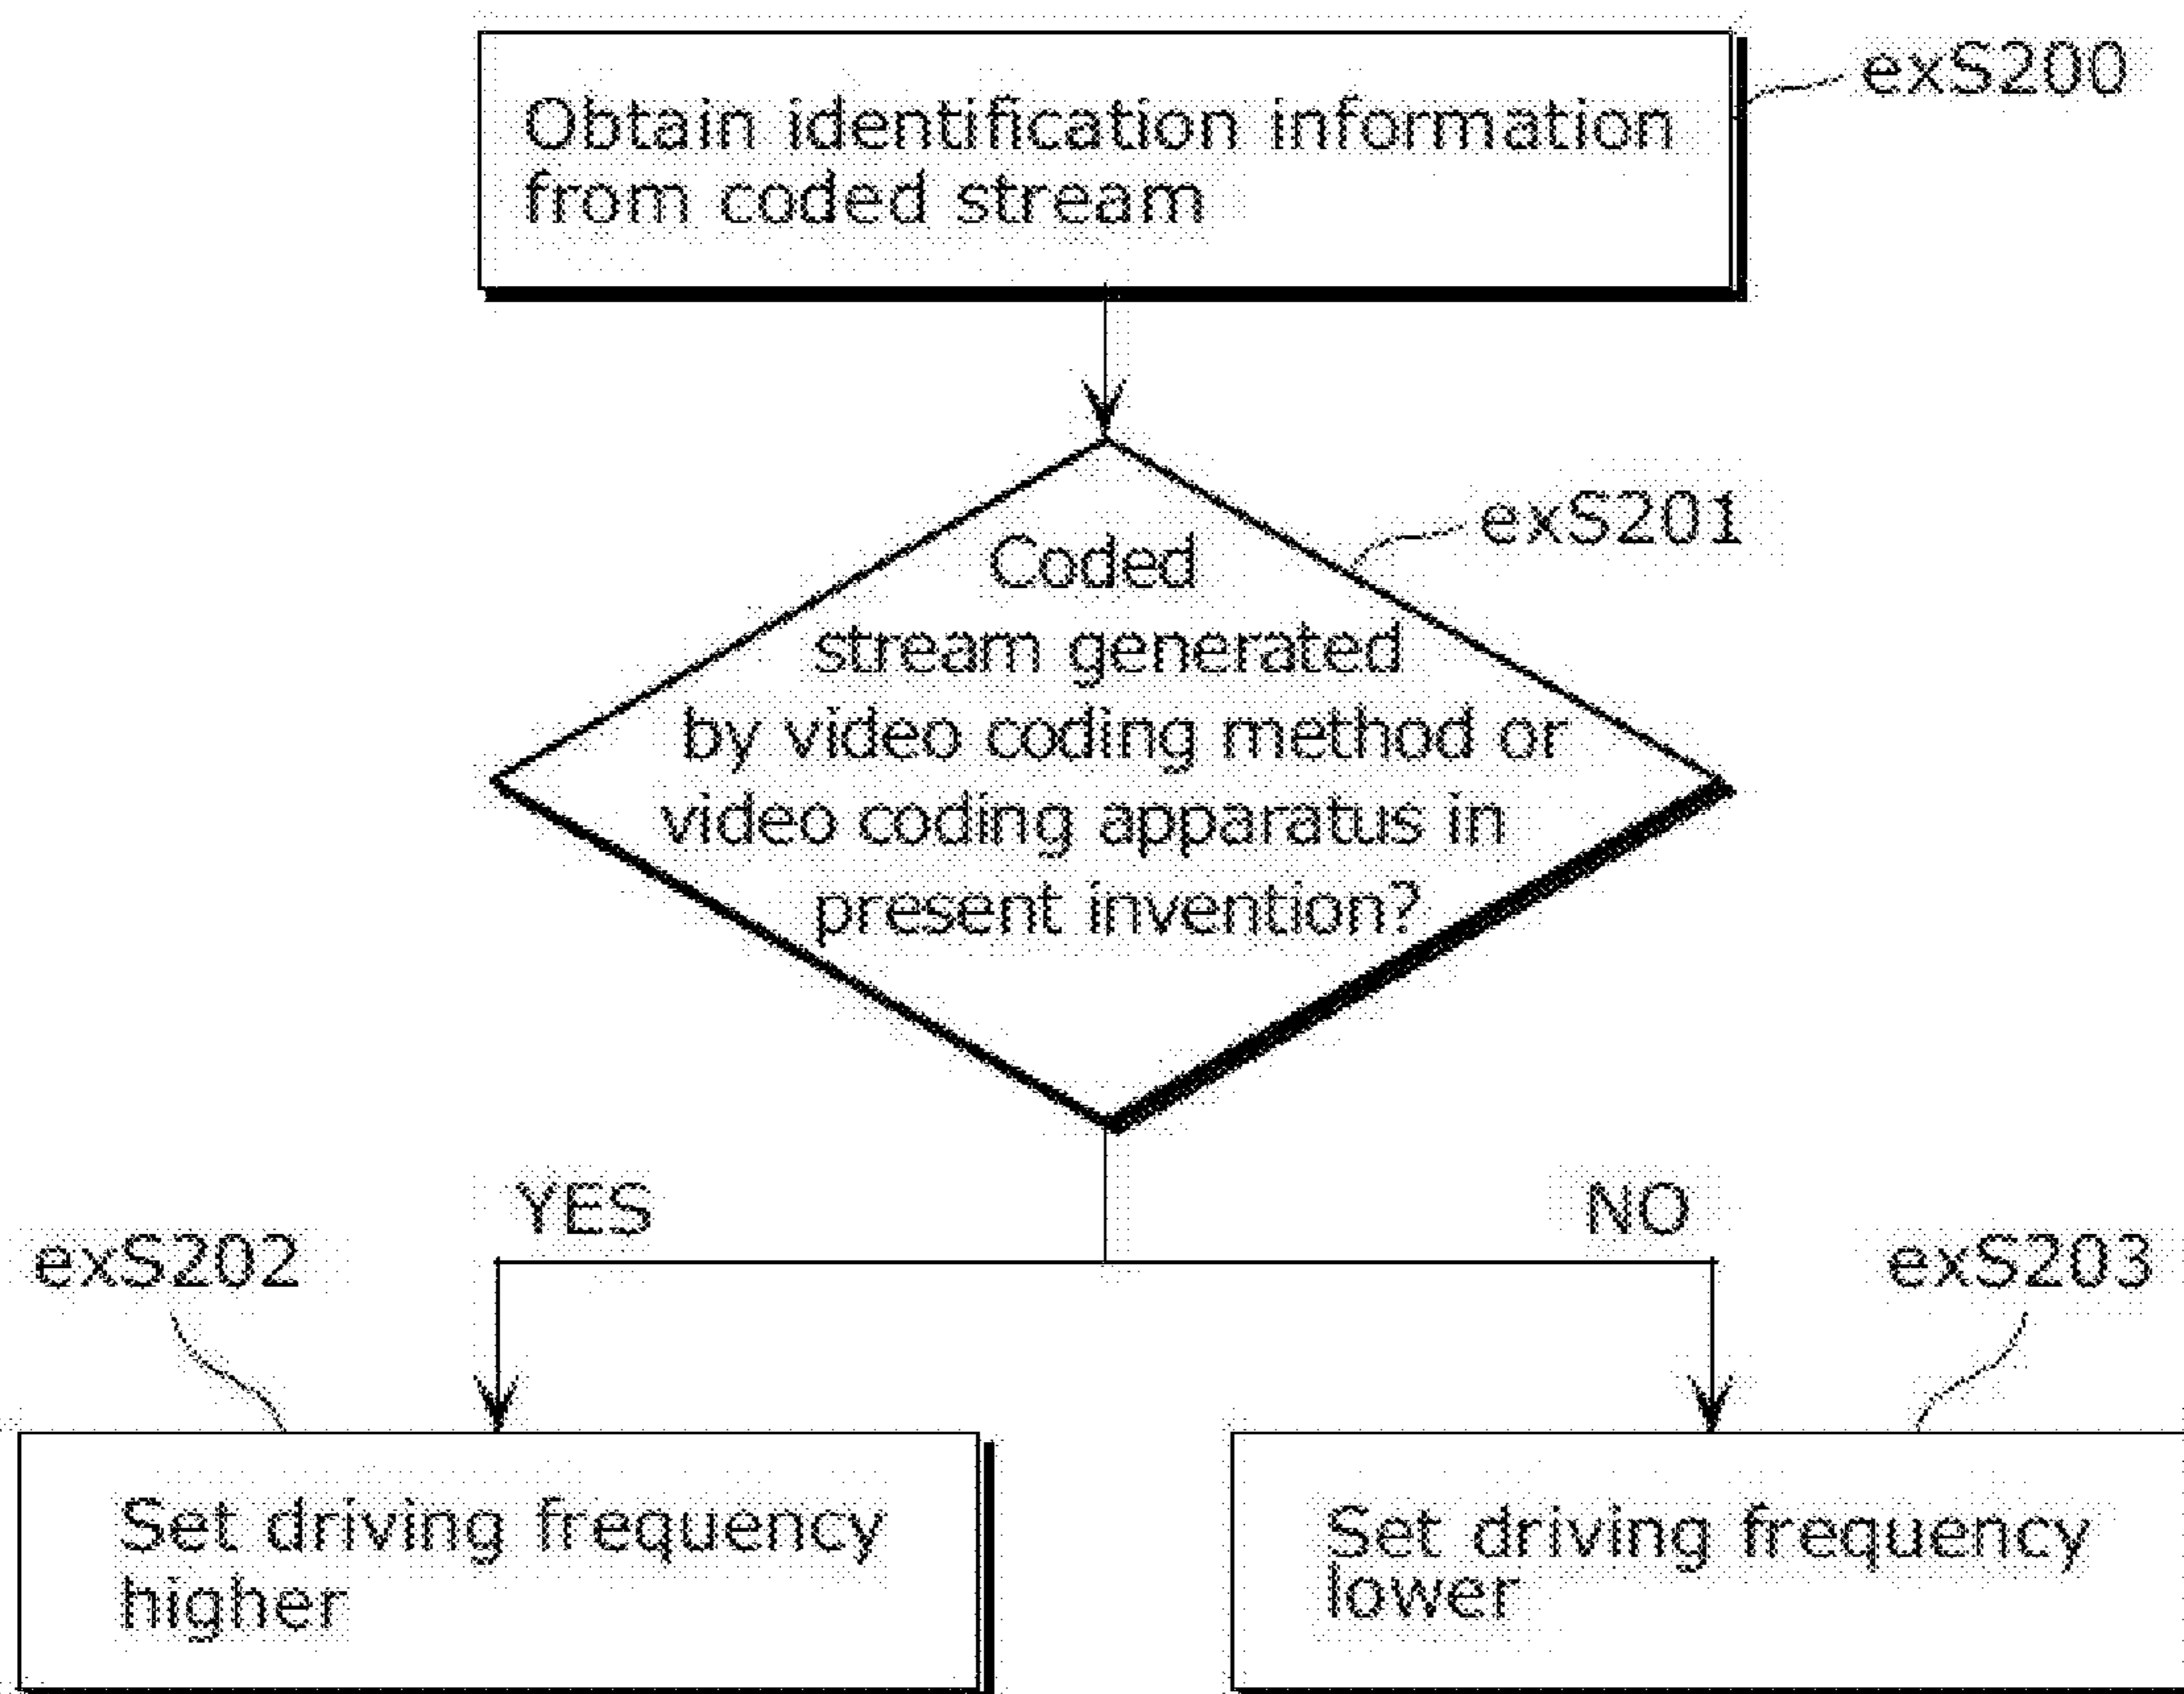 exS200
Obtain identification information
from coded stream
exS201
Coded
stream generated
by video coding method or
video coding apparatus in
present invention?
YES
NO
exS202
exS203
Set driving frequency
higher
Set driving frequency
lower